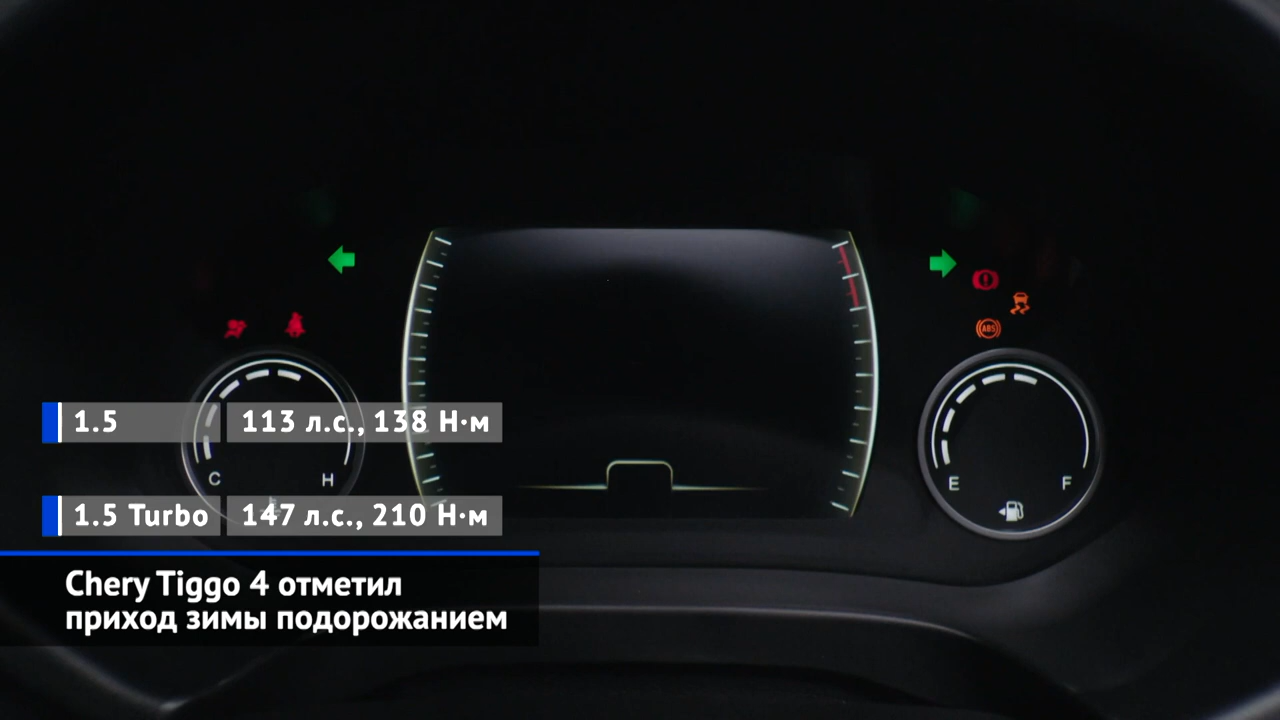 ABS
1.5 113 л.с., 138 Н·м
C H
E F
1.5 Turbo 147 л.с., 210 Н·м
Chery Tiggo 4 отметил
приход зимы подорожанием